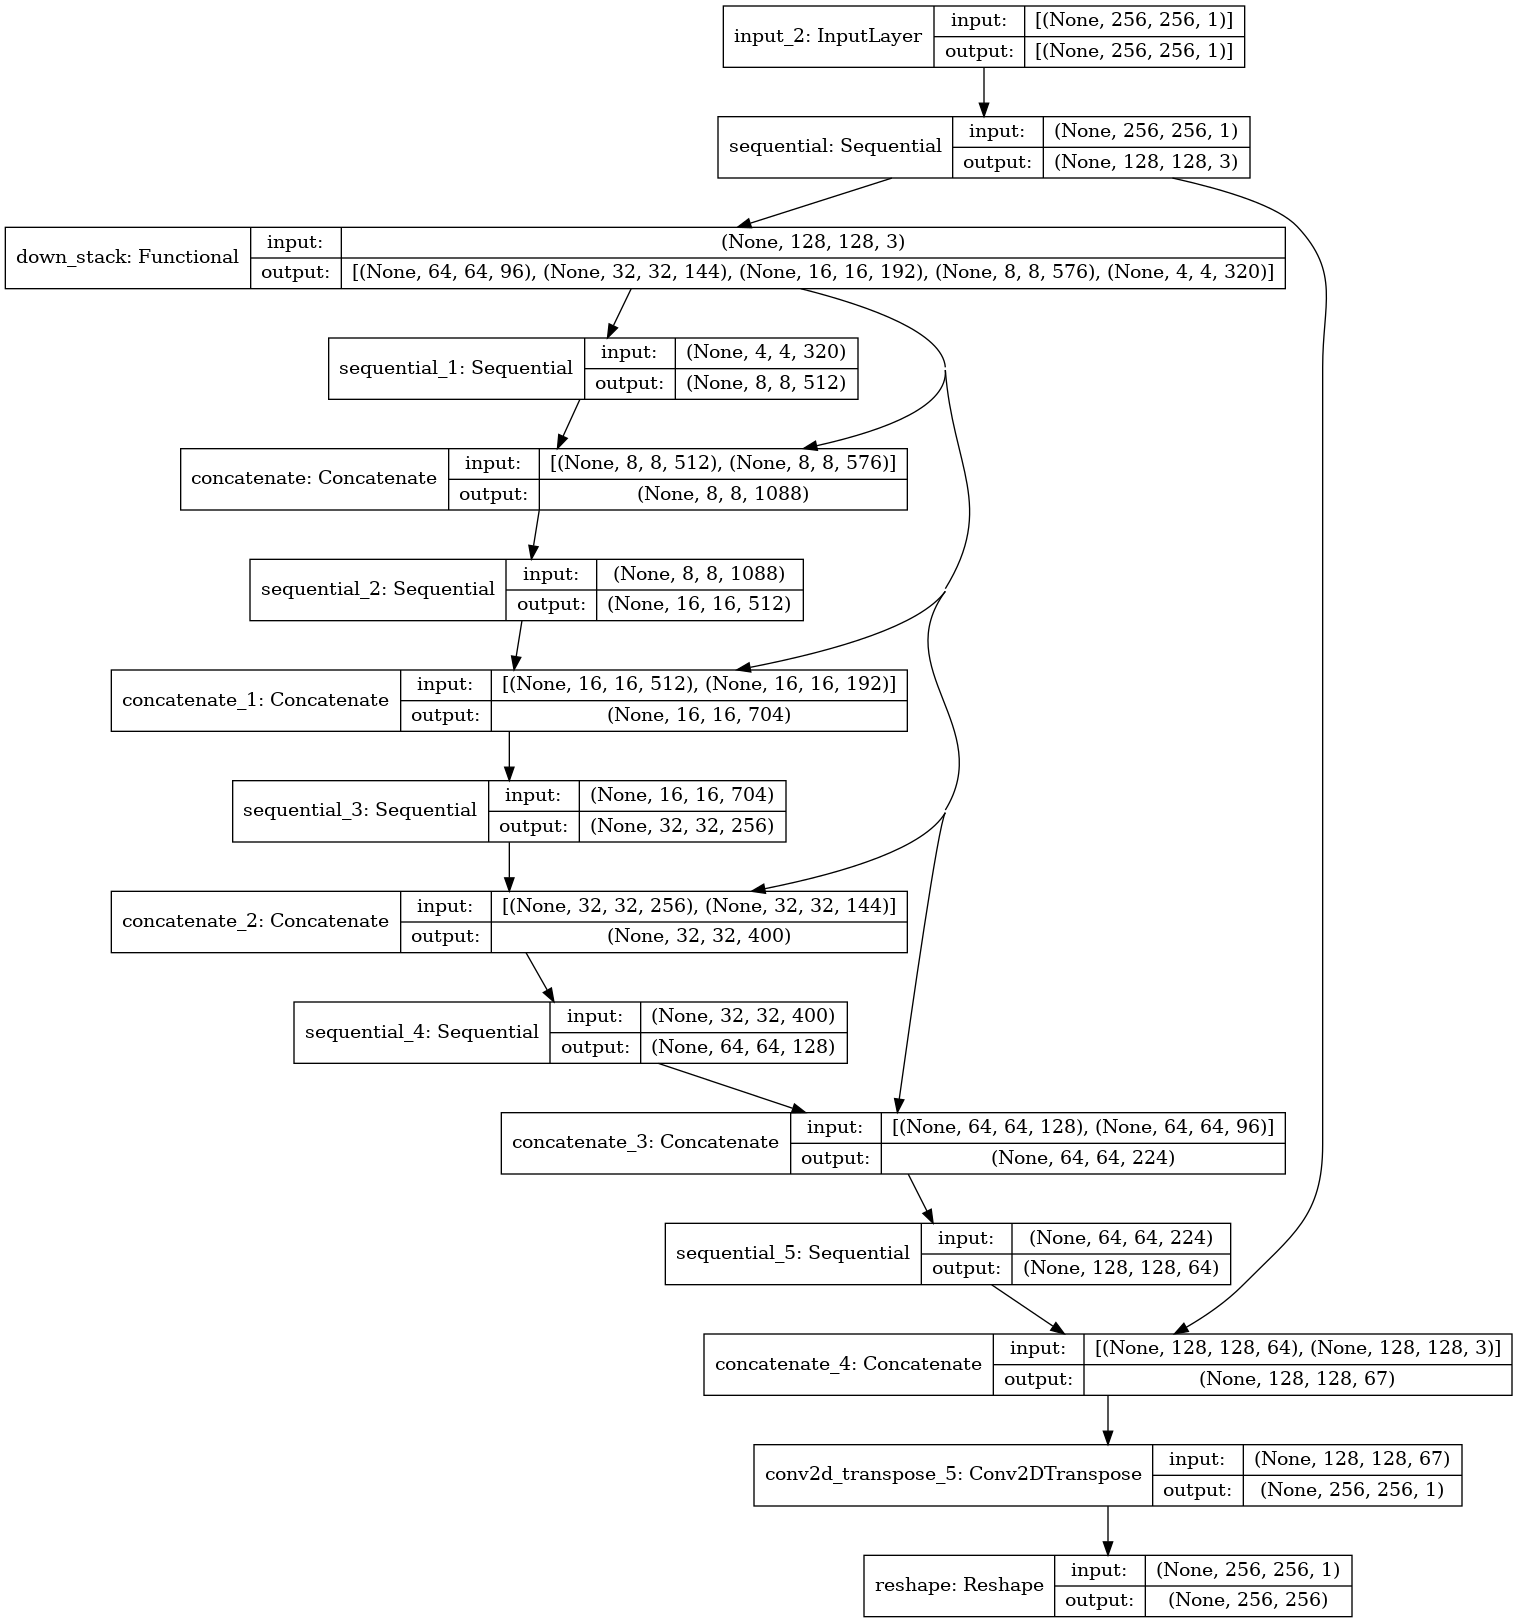 input_2: InputLayer
input: [(None, 256, 256, 1)]
output: [(None, 256, 256, 1)]
sequential: Sequential
input: (None, 256, 256, 1)
output: (None, 128, 128, 3)
down_stack: Functional
input: (None, 128, 128, 3)
output: [(None, 64, 64, 96), (None, 32, 32, 144), (None, 16, 16, 192), (None, 8, 8, 576), (None, 4, 4, 320)]
sequential_1: Sequential
input: (None, 4, 4, 320)
output: (None, 8, 8, 512)
concatenate: Concatenate
input: [(None, 8, 8, 512), (None, 8, 8, 576)]
output: (None, 8, 8, 1088)
sequential_2: Sequential
input: (None, 8, 8, 1088)
output: (None, 16, 16, 512)
concatenate_1: Concatenate
input: [(None, 16, 16, 512), (None, 16, 16, 192)]
output: (None, 16, 16, 704)
sequential_3: Sequential
input: (None, 16, 16, 704)
output: (None, 32, 32, 256)
concatenate_2: Concatenate
input: [(None, 32, 32, 256), (None, 32, 32, 144)]
output: (None, 32, 32, 400)
sequential_4: Sequential
input: (None, 32, 32, 400)
output: (None, 64, 64, 128)
concatenate_3: Concatenate
input: [(None, 64, 64, 128), (None, 64, 64, 96)]
output: (None, 64, 64, 224)
sequential_5: Sequential
input: (None, 64, 64, 224)
output: (None, 128, 128, 64)
concatenate_4: Concatenate
input: [(None, 128, 128, 64), (None, 128, 128, 3)]
output: (None, 128, 128, 67)
conv2d_transpose_5: Conv2DTranspose
input: (None, 128, 128, 67)
output: (None, 256, 256, 1)
reshape: Reshape
input: (None, 256, 256, 1)
output: (None, 256, 256)